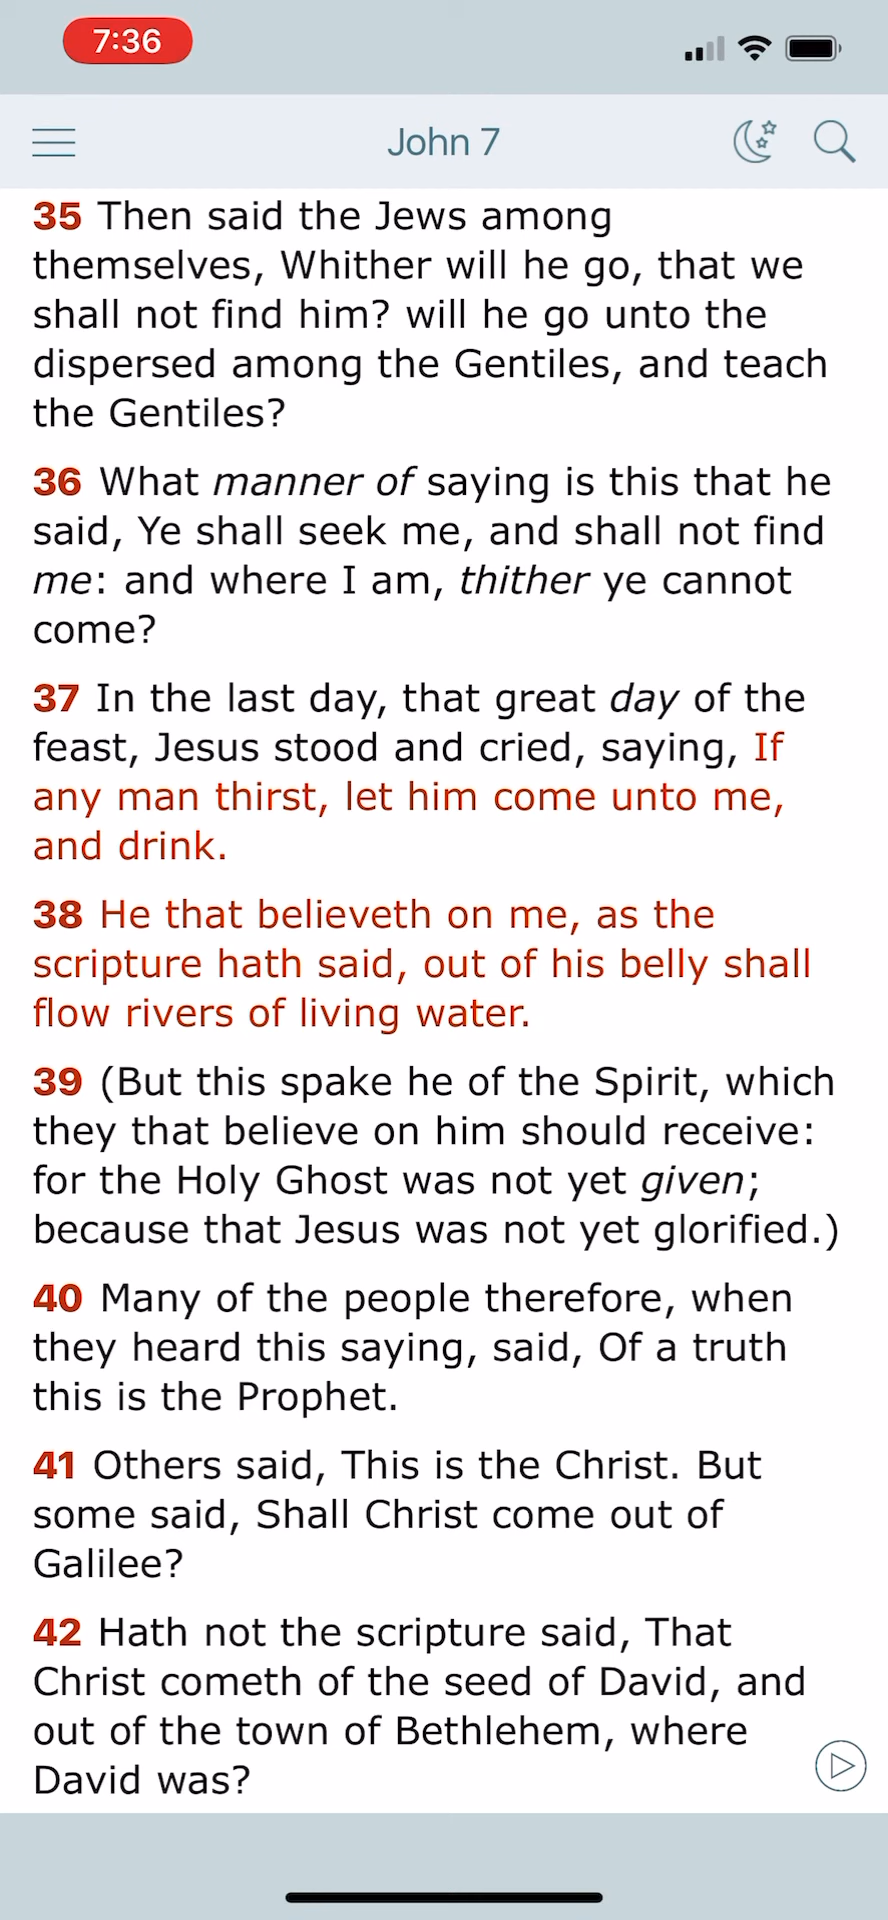 7:36
John 7
35 Then said the Jews among
themselves, Whither will he go, that we
shall not find him? will he go unto the
dispersed among the Gentiles, and teach
the Gentiles?
36 What manner of saying is this that he
said, Ye shall seek me, and shall not find
me: and where I am, thither ye cannot
come?
37 In the last day, that great day of the
feast, Jesus stood and cried, saying, If
any man thirst, let him come unto me,
and drink.
38 He that believeth on me, as the
scripture hath said, out of his belly shall
flow rivers of living water.
39 (But this spake he of the Spirit, which
they that believe on him should receive:
for the Holy Ghost was not yet given;
because that Jesus was not yet glorified.)
40 Many of the people therefore, when
they heard this saying, said, Of a truth
this is the Prophet.
41 Others said, This is the Christ. But
some said, Shall Christ come out of
Galilee?
42 Hath not the scripture said, That
Christ cometh of the seed of David, and
out of the town of Bethlehem, where
David was?